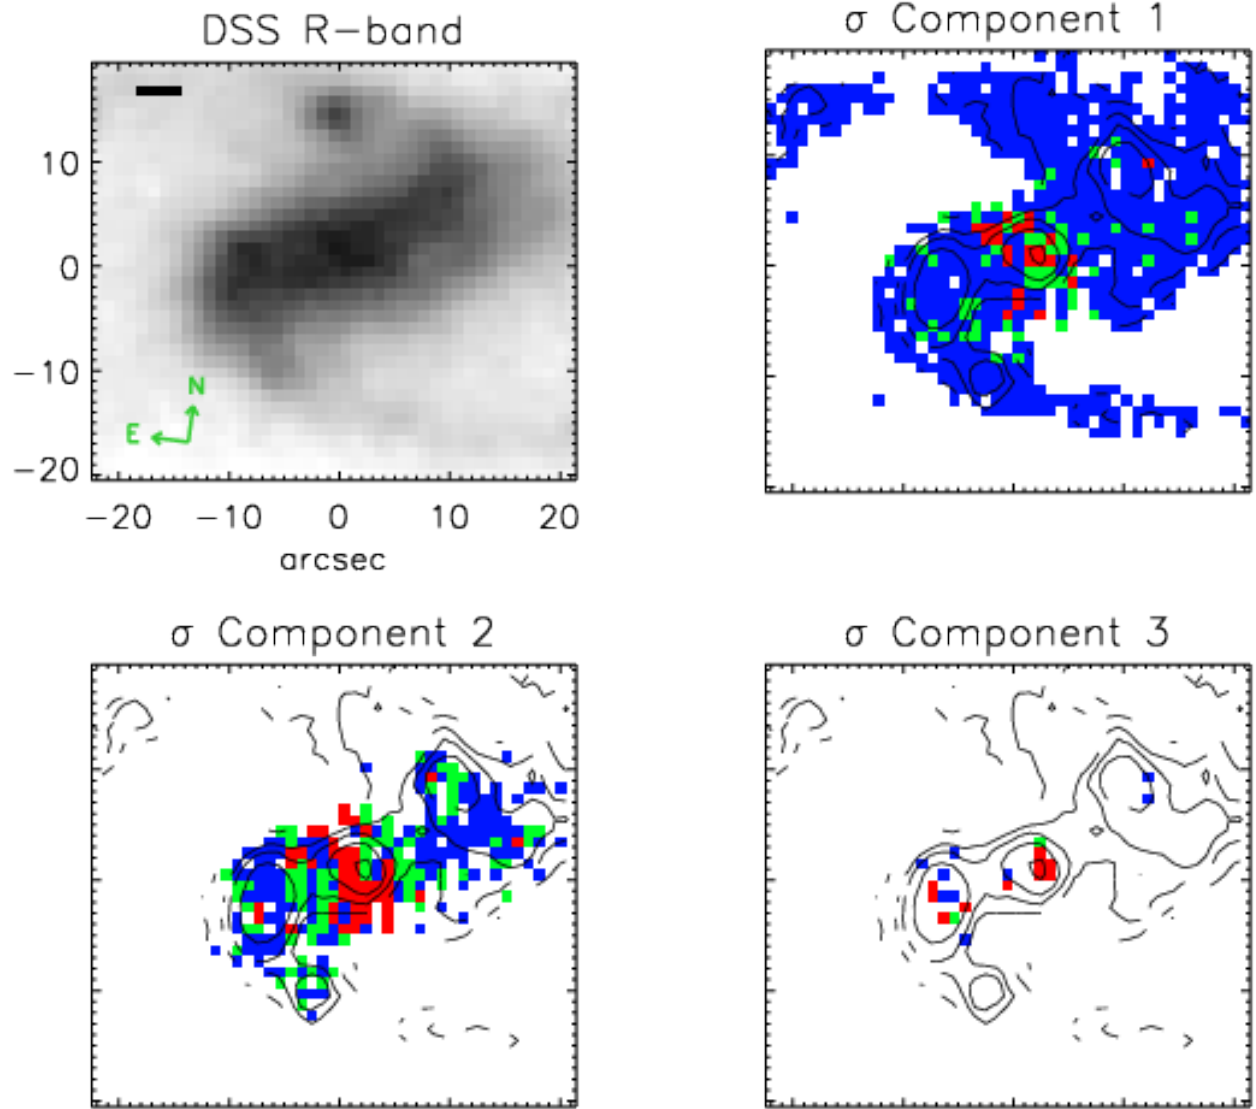 DSS R-band
σ Component 1
10
0
-10
-20
N
E
-20 -10 0 10 20
arcsec
σ Component 2
σ Component 3